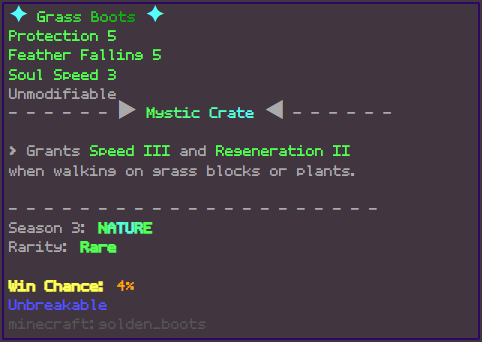 ✦ Grass Boots ✦
Protection 5
Feather Falling 5
Soul Speed 3
Unmodifiable
- - - - - - ▶ Mystic Crate ◀ - - - - - -
› Grants Speed III and Regeneration II
when walking on grass blocks or plants.
- - - - - - - - - - - - - - - - - - - - - -
Season 3: NATURE
Rarity: Rare
Win Chance: 4%
Unbreakable
minecraft:golden_boots